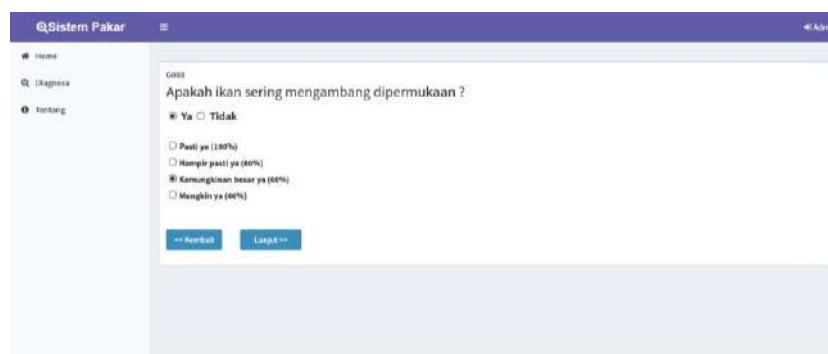 Sistem Pakar
Home
Diagnosa
Tentang
Apakah ikan sering mengambang dipermukaan ?
Ya Tidak
Pasti ya (100%)
Hampir pasti ya (80%)
Kemungkinan besar ya (60%)
Mungkin ya (40%)
<< Kembali Lanjut >>